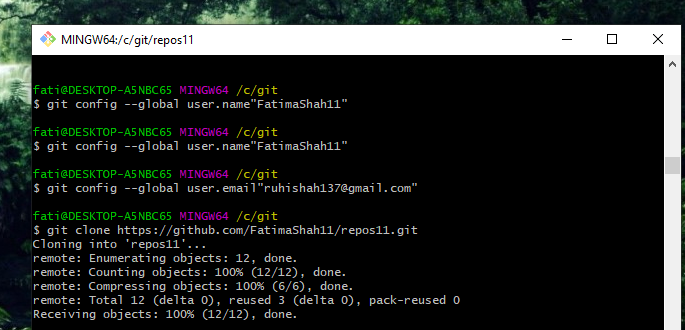 MINGW64:/c/git/repos11
fati@DESKTOP-A5NBC65 MINGW64 /c/git
$ git config --global user.name"FatimaShah11"
fati@DESKTOP-A5NBC65 MINGW64 /c/git
$ git config --global user.name"FatimaShah11"
fati@DESKTOP-A5NBC65 MINGW64 /c/git
$ git config --global user.email"ruhishah137@gmail.com"
fati@DESKTOP-A5NBC65 MINGW64 /c/git
$ git clone https://github.com/FatimaShah11/repos11.git
Cloning into 'repos11'...
remote: Enumerating objects: 12, done.
remote: Counting objects: 100% (12/12), done.
remote: Compressing objects: 100% (6/6), done.
remote: Total 12 (delta 0), reused 3 (delta 0), pack-reused 0
Receiving objects: 100% (12/12), done.